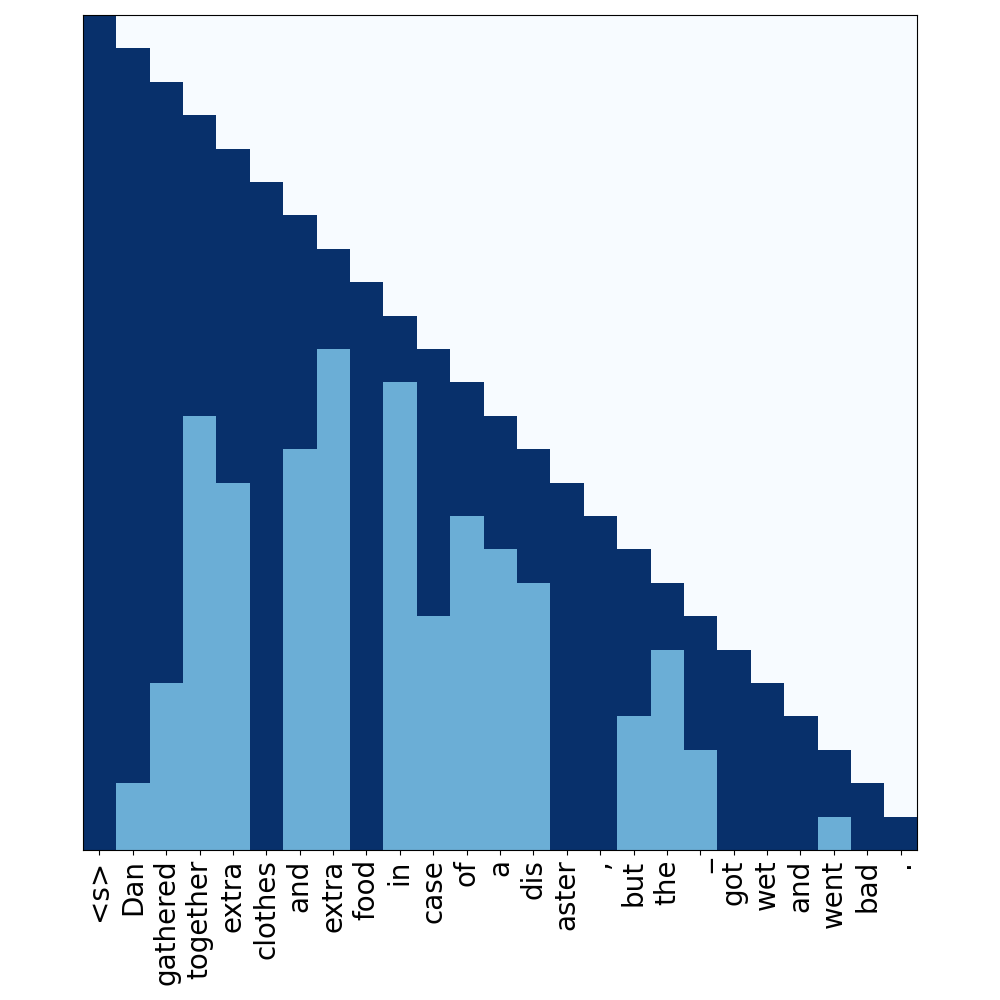 <s> Dan gathered together extra clothes and extra food in case of a dis aster , but the _ got wet and went bad .